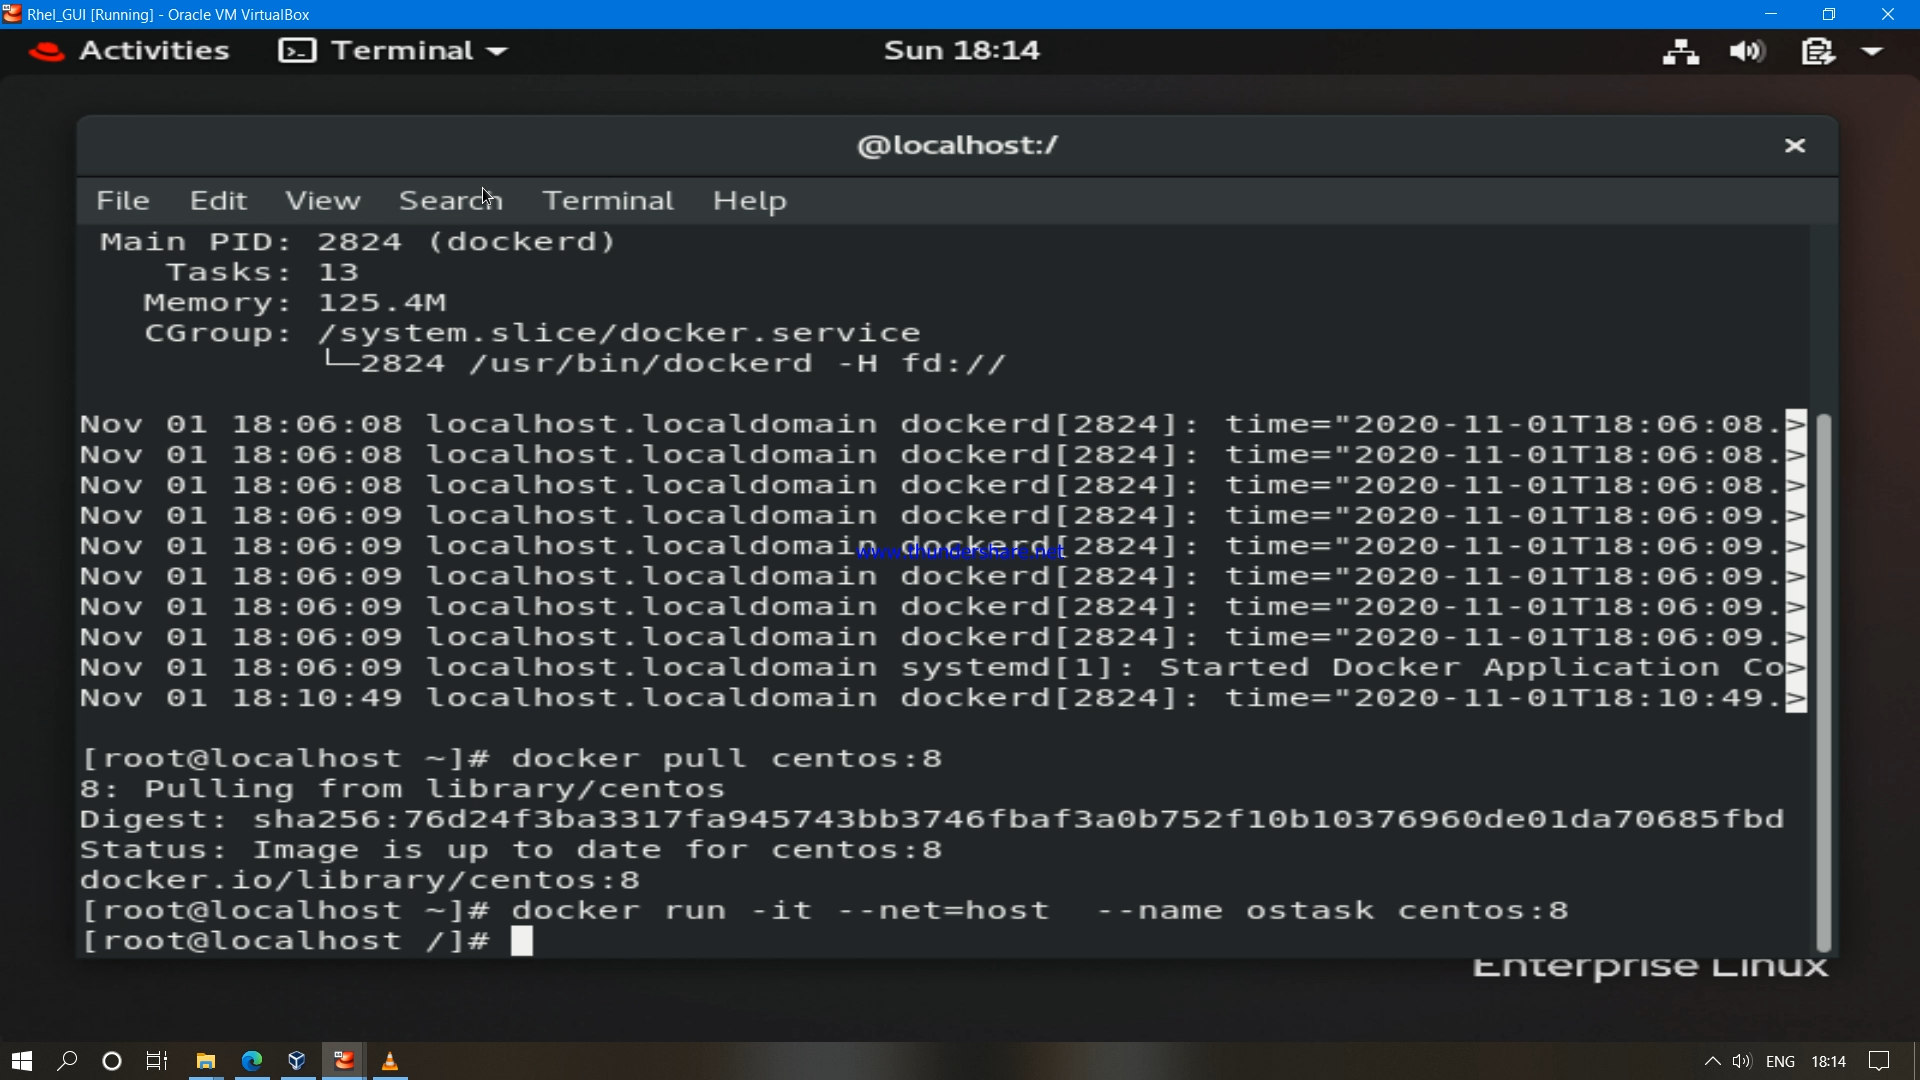 Rhel_GUI [Running] - Oracle VM VirtualBox
Activities Terminal Sun 18:14
@localhost:/
File Edit View Search Terminal Help
Main PID: 2824 (dockerd)
Tasks: 13
Memory: 125.4M
CGroup: /system.slice/docker.service
└─2824 /usr/bin/dockerd -H fd://
Nov 01 18:06:08 localhost.localdomain dockerd[2824]: time="2020-11-01T18:06:08.>
Nov 01 18:06:08 localhost.localdomain dockerd[2824]: time="2020-11-01T18:06:08.>
Nov 01 18:06:08 localhost.localdomain dockerd[2824]: time="2020-11-01T18:06:08.>
Nov 01 18:06:09 localhost.localdomain dockerd[2824]: time="2020-11-01T18:06:09.>
Nov 01 18:06:09 localhost.localdomain dockerd[2824]: time="2020-11-01T18:06:09.>
www.thundershare.net
Nov 01 18:06:09 localhost.localdomain dockerd[2824]: time="2020-11-01T18:06:09.>
Nov 01 18:06:09 localhost.localdomain dockerd[2824]: time="2020-11-01T18:06:09.>
Nov 01 18:06:09 localhost.localdomain dockerd[2824]: time="2020-11-01T18:06:09.>
Nov 01 18:06:09 localhost.localdomain systemd[1]: Started Docker Application Co>
Nov 01 18:10:49 localhost.localdomain dockerd[2824]: time="2020-11-01T18:10:49.>
[root@localhost ~]# docker pull centos:8
8: Pulling from library/centos
Digest: sha256:76d24f3ba3317fa945743bb3746fbaf3a0b752f10b10376960de01da70685fbd
Status: Image is up to date for centos:8
docker.io/library/centos:8
[root@localhost ~]# docker run -it --net=host  --name ostask centos:8
[root@localhost /]#
Enterprise Linux
ENG 18:14